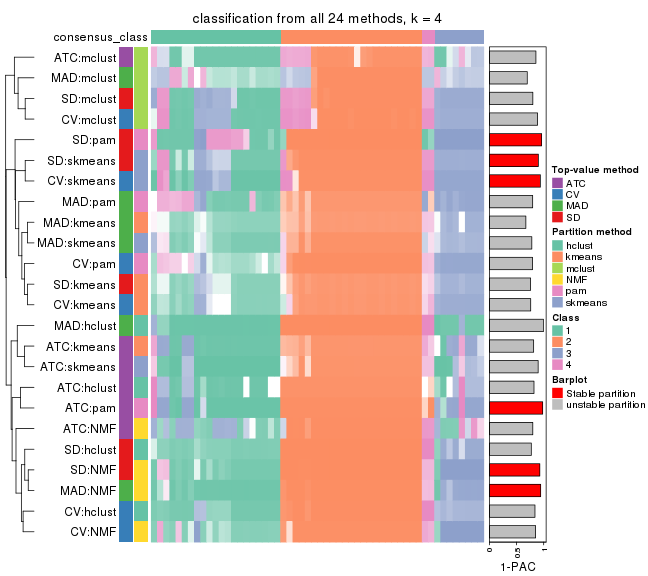 classification from all 24 methods, k = 4
consensus_class
ATC:mclust
MAD:mclust
SD:mclust
CV:mclust
SD:pam
SD:skmeans
CV:skmeans
MAD:pam
MAD:kmeans
MAD:skmeans
CV:pam
SD:kmeans
CV:kmeans
MAD:hclust
ATC:kmeans
ATC:skmeans
ATC:hclust
ATC:pam
ATC:NMF
SD:hclust
SD:NMF
MAD:NMF
CV:hclust
CV:NMF
0
0.5
1
1-PAC
Top-value method
ATC
CV
MAD
SD
Partition method
hclust
kmeans
mclust
NMF
pam
skmeans
Class
1
2
3
4
Barplot
Stable partition
unstable partition